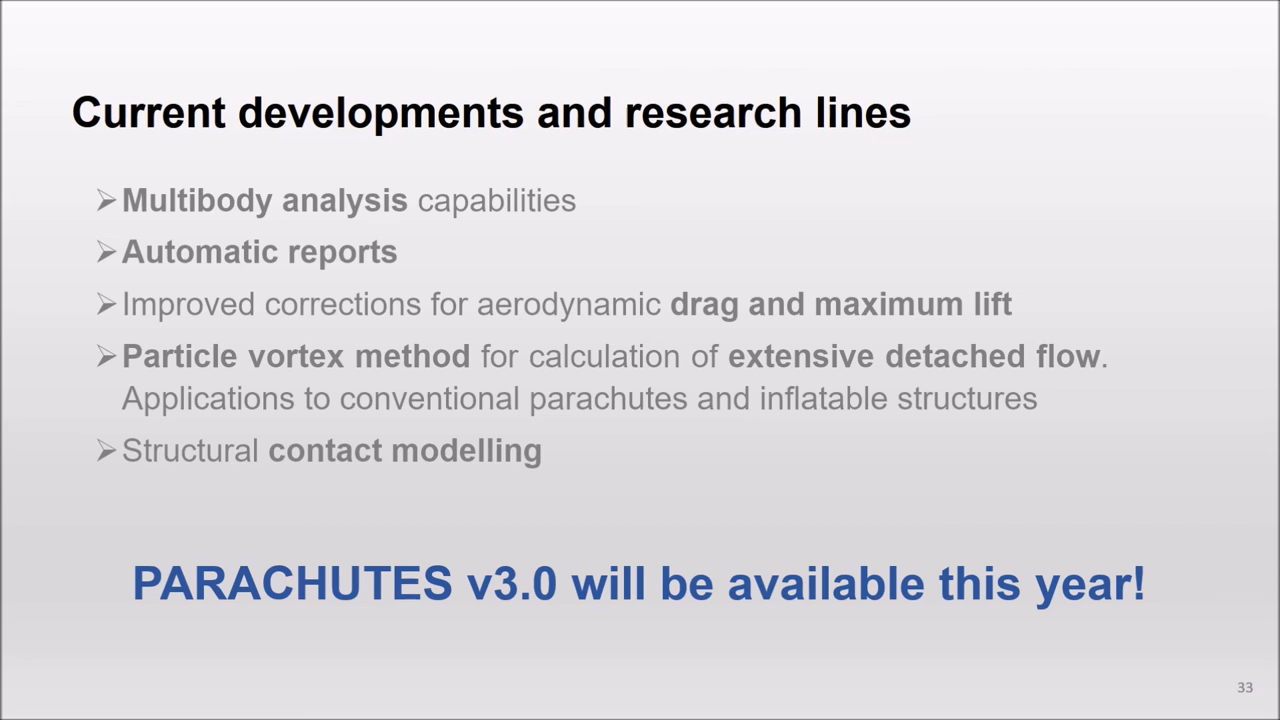 Current developments and research lines
➢Multibody analysis capabilities
➢Automatic reports
➢Improved corrections for aerodynamic drag and maximum lift
➢Particle vortex method for calculation of extensive detached flow.
Applications to conventional parachutes and inflatable structures
➢Structural contact modelling
PARACHUTES v3.0 will be available this year!
33